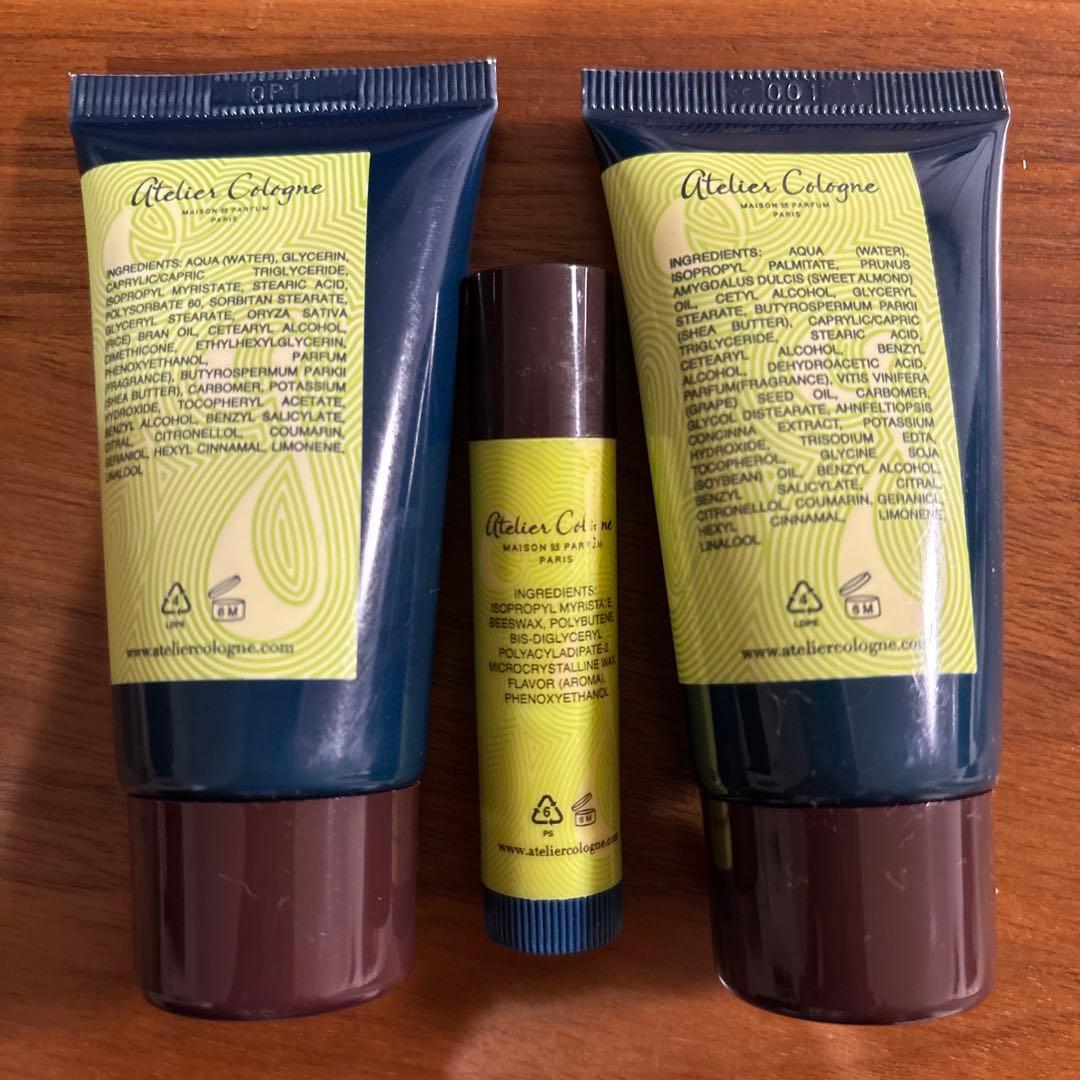 OP1
Atelier Cologne
MAISON DE PARFUM
PARIS
INGREDIENTS: AQUA (WATER), GLYCERIN,
CAPRYLIC/CAPRIC TRIGLYCERIDE,
ISOPROPYL MYRISTATE, STEARIC ACID,
POLYSORBATE 60, SORBITAN STEARATE,
GLYCERYL STEARATE, ORYZA SATIVA
(RICE) BRAN OIL, CETEARYL ALCOHOL,
DIMETHICONE, ETHYLHEXYLGLYCERIN,
PHENOXYETHANOL, PARFUM
(FRAGRANCE), BUTYROSPERMUM PARKII
(SHEA BUTTER), CARBOMER, POTASSIUM
HYDROXIDE, TOCOPHERYL ACETATE,
BENZYL ALCOHOL, BENZYL SALICYLATE,
CITRAL, CITRONELLOL, COUMARIN,
GERANIOL, HEXYL CINNAMAL, LIMONENE,
LINALOOL
4
LDPE
6 M
www.ateliercologne.com
Atelier Cologne
MAISON DE PARFUM
PARIS
INGREDIENTS:
ISOPROPYL MYRISTATE,
BEESWAX, POLYBUTENE,
BIS-DIGLYCERYL
POLYACYLADIPATE-2,
MICROCRYSTALLINE WAX,
FLAVOR (AROMA),
PHENOXYETHANOL
6
PS
6 M
www.ateliercologne.com
001
Atelier Cologne
MAISON DE PARFUM
PARIS
INGREDIENTS: AQUA (WATER),
ISOPROPYL PALMITATE, PRUNUS
AMYGDALUS DULCIS (SWEET ALMOND)
OIL, CETYL ALCOHOL, GLYCERYL
STEARATE, BUTYROSPERMUM PARKII
(SHEA BUTTER), CAPRYLIC/CAPRIC
TRIGLYCERIDE, STEARIC ACID,
CETEARYL ALCOHOL, BENZYL
ALCOHOL, DEHYDROACETIC ACID,
PARFUM(FRAGRANCE), VITIS VINIFERA
(GRAPE) SEED OIL, CARBOMER,
GLYCOL DISTEARATE, AHNFELTIOPSIS
CONCINNA EXTRACT, POTASSIUM
HYDROXIDE, TRISODIUM EDTA,
TOCOPHEROL, GLYCINE SOJA
(SOYBEAN) OIL, BENZYL ALCOHOL,
BENZYL SALICYLATE, CITRAL,
CITRONELLOL, COUMARIN, GERANIOL,
HEXYL CINNAMAL, LIMONENE,
LINALOOL
4
LDPE
6 M
www.ateliercologne.com